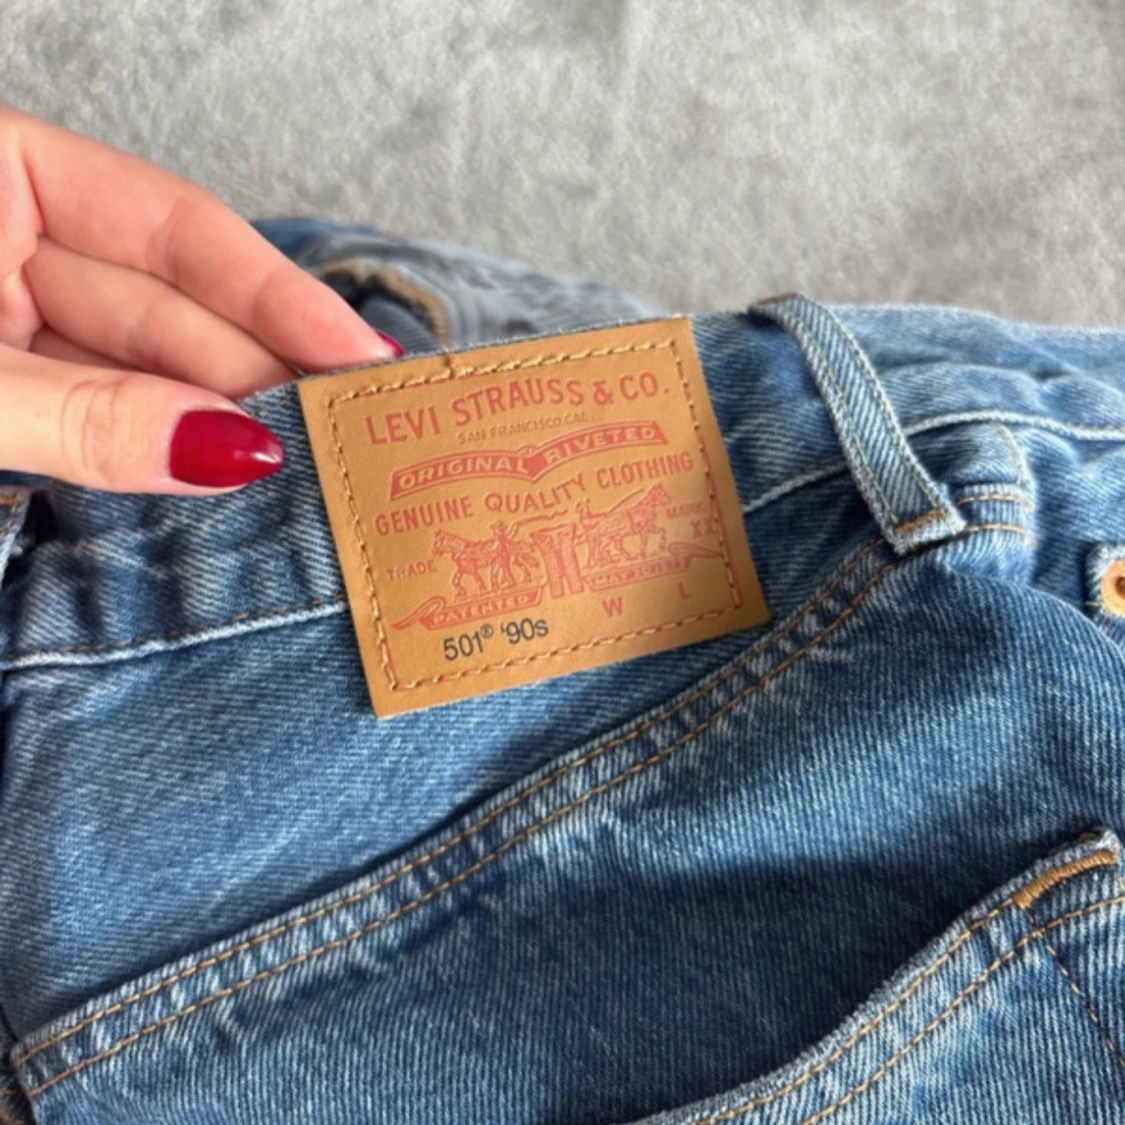 LEVI STRAUSS & CO.
SAN FRANCISCO, CAL.
ORIGINAL RIVETED
GENUINE QUALITY CLOTHING
TRADE MARK
XX
PATENTED MAY 20 1873
501® '90s W L